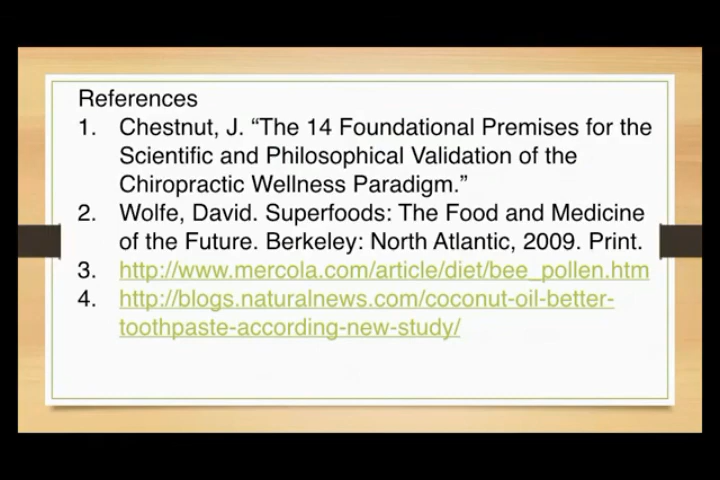 References
1. Chestnut, J. “The 14 Foundational Premises for the
Scientific and Philosophical Validation of the
Chiropractic Wellness Paradigm.”
2. Wolfe, David. Superfoods: The Food and Medicine
of the Future. Berkeley: North Atlantic, 2009. Print.
3. http://www.mercola.com/article/diet/bee_pollen.htm
4. http://blogs.naturalnews.com/coconut-oil-better-
toothpaste-according-new-study/